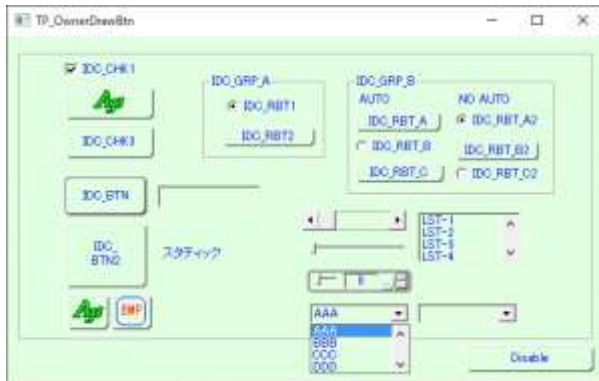 TP_OwnerDrawBtn
IDC_CHK1
IDC_CHK3
IDC_GRP_A
IDC_RBT1
IDC_RBT2
IDC_GRP_B
AUTO
NO AUTO
IDC_RBT_A
IDC_RBT_A2
IDC_RBT_B
IDC_RBT_B2
IDC_RBT_C
IDC_RBT_C2
IDC_BTN
IDC_
BTN2
スタティック
LST-1
LST-2
LST-3
LST-4
AAA
AAA
BBB
CCC
DDD
Disable